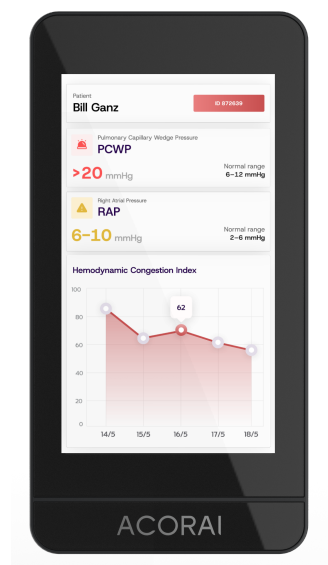 Patient
Bill Ganz
ID 872639
Pulmonary Capillary Wedge Pressure
PCWP
>20 mmHg
Normal range
6-12 mmHg
Right Atrial Pressure
RAP
6-10 mmHg
Normal range
2-6 mmHg
Hemodynamic Congestion Index
100
80
60
40
20
0
62
14/5
15/5
16/5
17/5
18/5
ACORAI